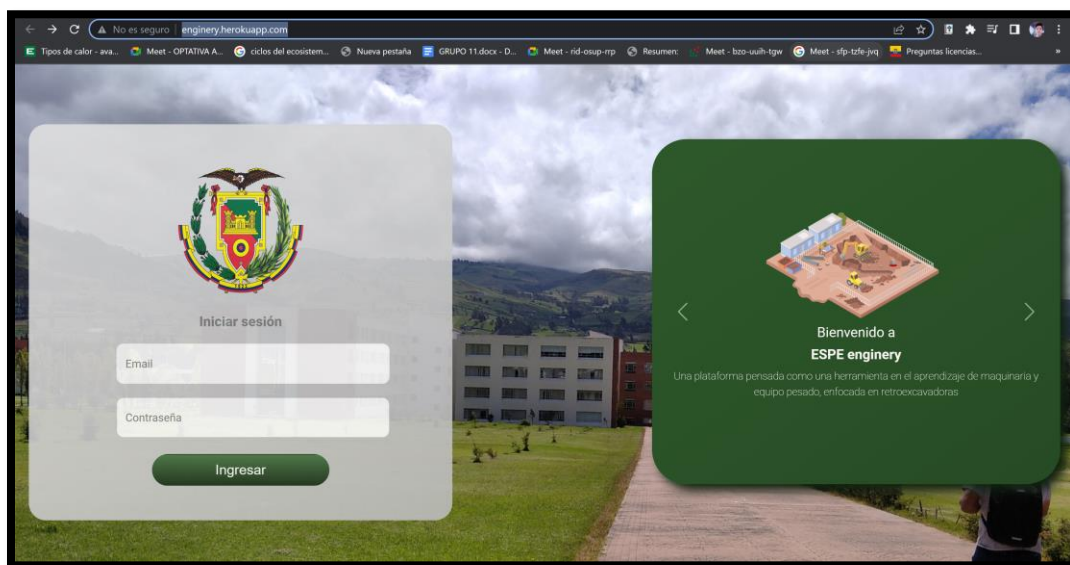 No es seguro | enginery.herokuapp.com
Tipos de calor - ava... Meet - OPTATIVA A... ciclos del ecosistem... Nueva pestaña GRUPO 11.docx - D... Meet - rid-osup-rrp Resumen: Meet - bzo-uuih-tgw Meet - sfp-tzfe-jvq Preguntas licencias... »
Iniciar sesión
Email
Contraseña
Ingresar
Bienvenido a
ESPE enginery
Una plataforma pensada como una herramienta en el aprendizaje de maquinaria y
equipo pesado, enfocada en retroexcavadoras